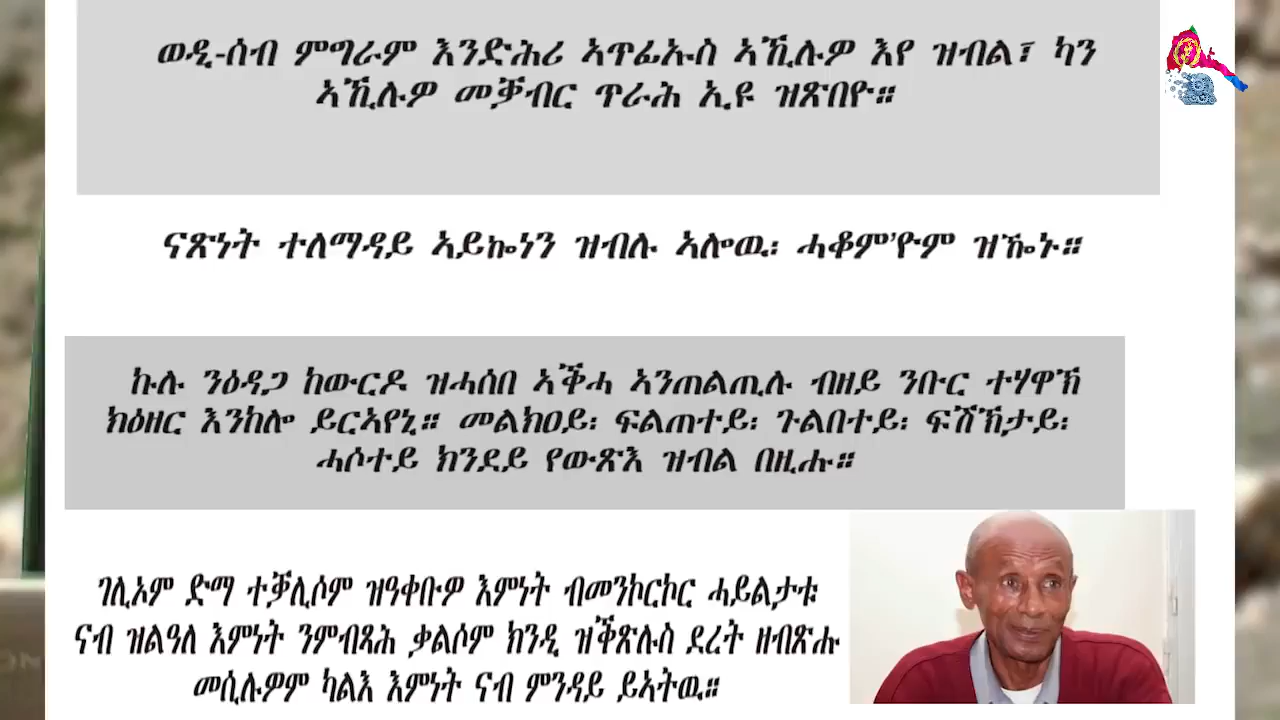 ወዲ-ሰብ ምግራም እንድሕሪ ኣጥፊኡስ ኣኺሉዎ እየ ዝብል፣ ካን
ኣኺሉዎ መቓብር ጥራሕ ኢዩ ዝጽበዮ።
ናጽነት ተለማዳይ ኣይኰነን ዝብሉ ኣሎዉ፡ ሓቆም'ዮም ዝኾኑ።
ኩሉ ንዕዳጋ ከውርዶ ዝሓሰበ ኣቕሓ ኣንጠልጢሉ ብዘይ ንቡር ተሃዋኽ
ክዕዘር እንከሎ ይርኣየኒ። መልክዐይ፡ ፍልጠተይ፡ ጉልበተይ፡ ፍሽኽታይ፡
ሓሶተይ ክንደይ የውጽእ ዝብል በዚሑ።
ገሊኦም ድማ ተቓሊሶም ዝዓቀቡዎ እምነት ብመንኮርኮር ሓይልታቱ
ናብ ዝልዓለ እምነት ንምብጻሕ ቃልሶም ክንዲ ዝቕጽሉስ ደረት ዘብጽሑ
መሲሉዎም ካልእ እምነት ናብ ምንዳይ ይኣትዉ።